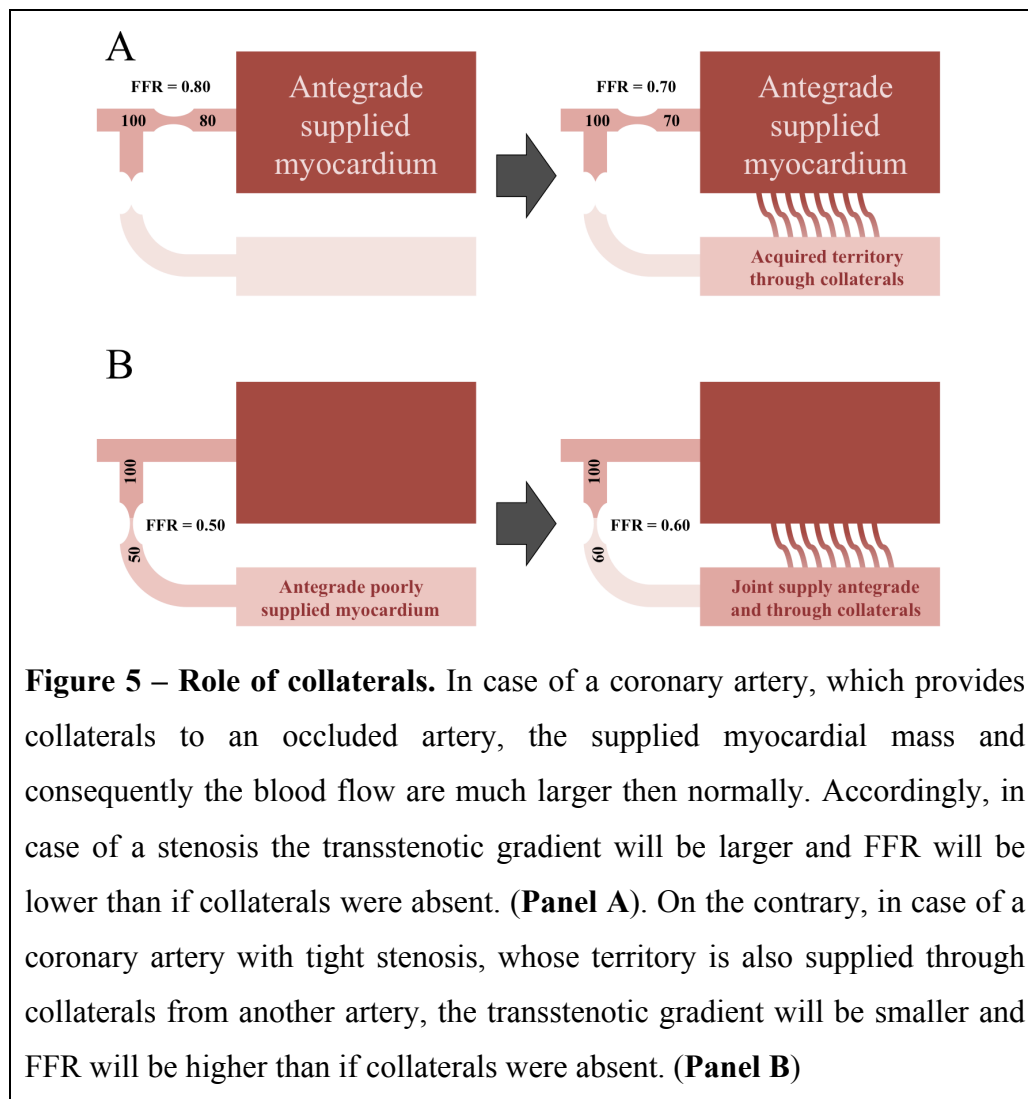 A
FFR = 0.80
100
80
Antegrade
supplied
myocardium
FFR = 0.70
100
70
Antegrade
supplied
myocardium
Acquired territory
through collaterals
B
100
FFR = 0.50
50
Antegrade poorly
supplied myocardium
100
FFR = 0.60
60
Joint supply antegrade
and through collaterals
Figure 5 – Role of collaterals. In case of a coronary artery, which provides
collaterals to an occluded artery, the supplied myocardial mass and
consequently the blood flow are much larger then normally. Accordingly, in
case of a stenosis the transstenotic gradient will be larger and FFR will be
lower than if collaterals were absent. (Panel A). On the contrary, in case of a
coronary artery with tight stenosis, whose territory is also supplied through
collaterals from another artery, the transstenotic gradient will be smaller and
FFR will be higher than if collaterals were absent. (Panel B)